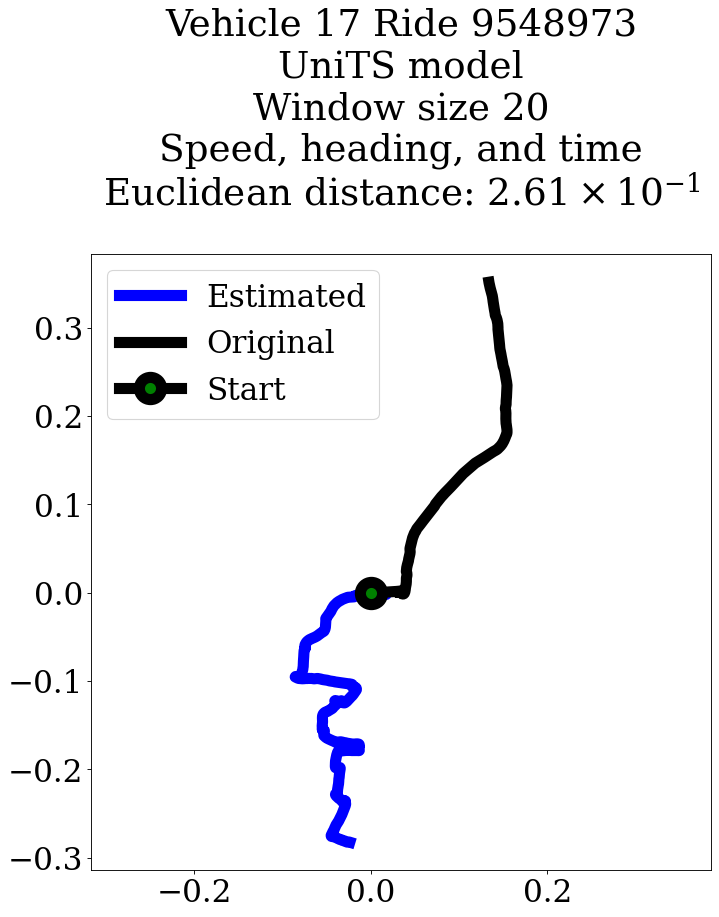 Vehicle 17 Ride 9548973
UniTS model
Window size 20
Speed, heading, and time
Euclidean distance: 2.61 × 10⁻¹
Estimated
Original
Start
0.3
0.2
0.1
0.0
−0.1
−0.2
−0.3
−0.2 0.0 0.2